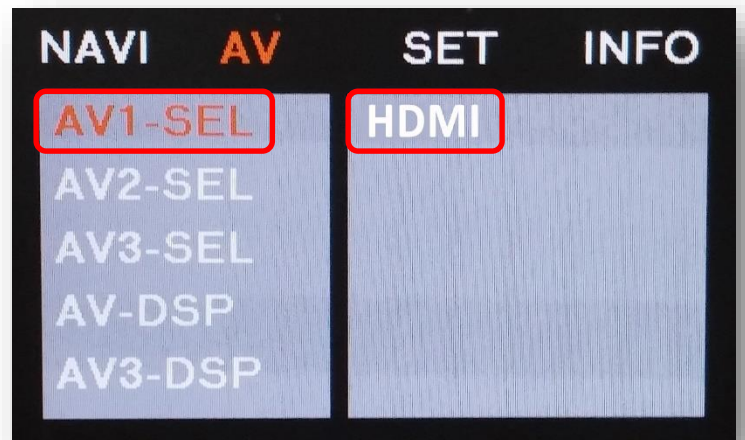 NAVI AV SET INFO
AV1-SEL HDMI
AV2-SEL
AV3-SEL
AV-DSP
AV3-DSP